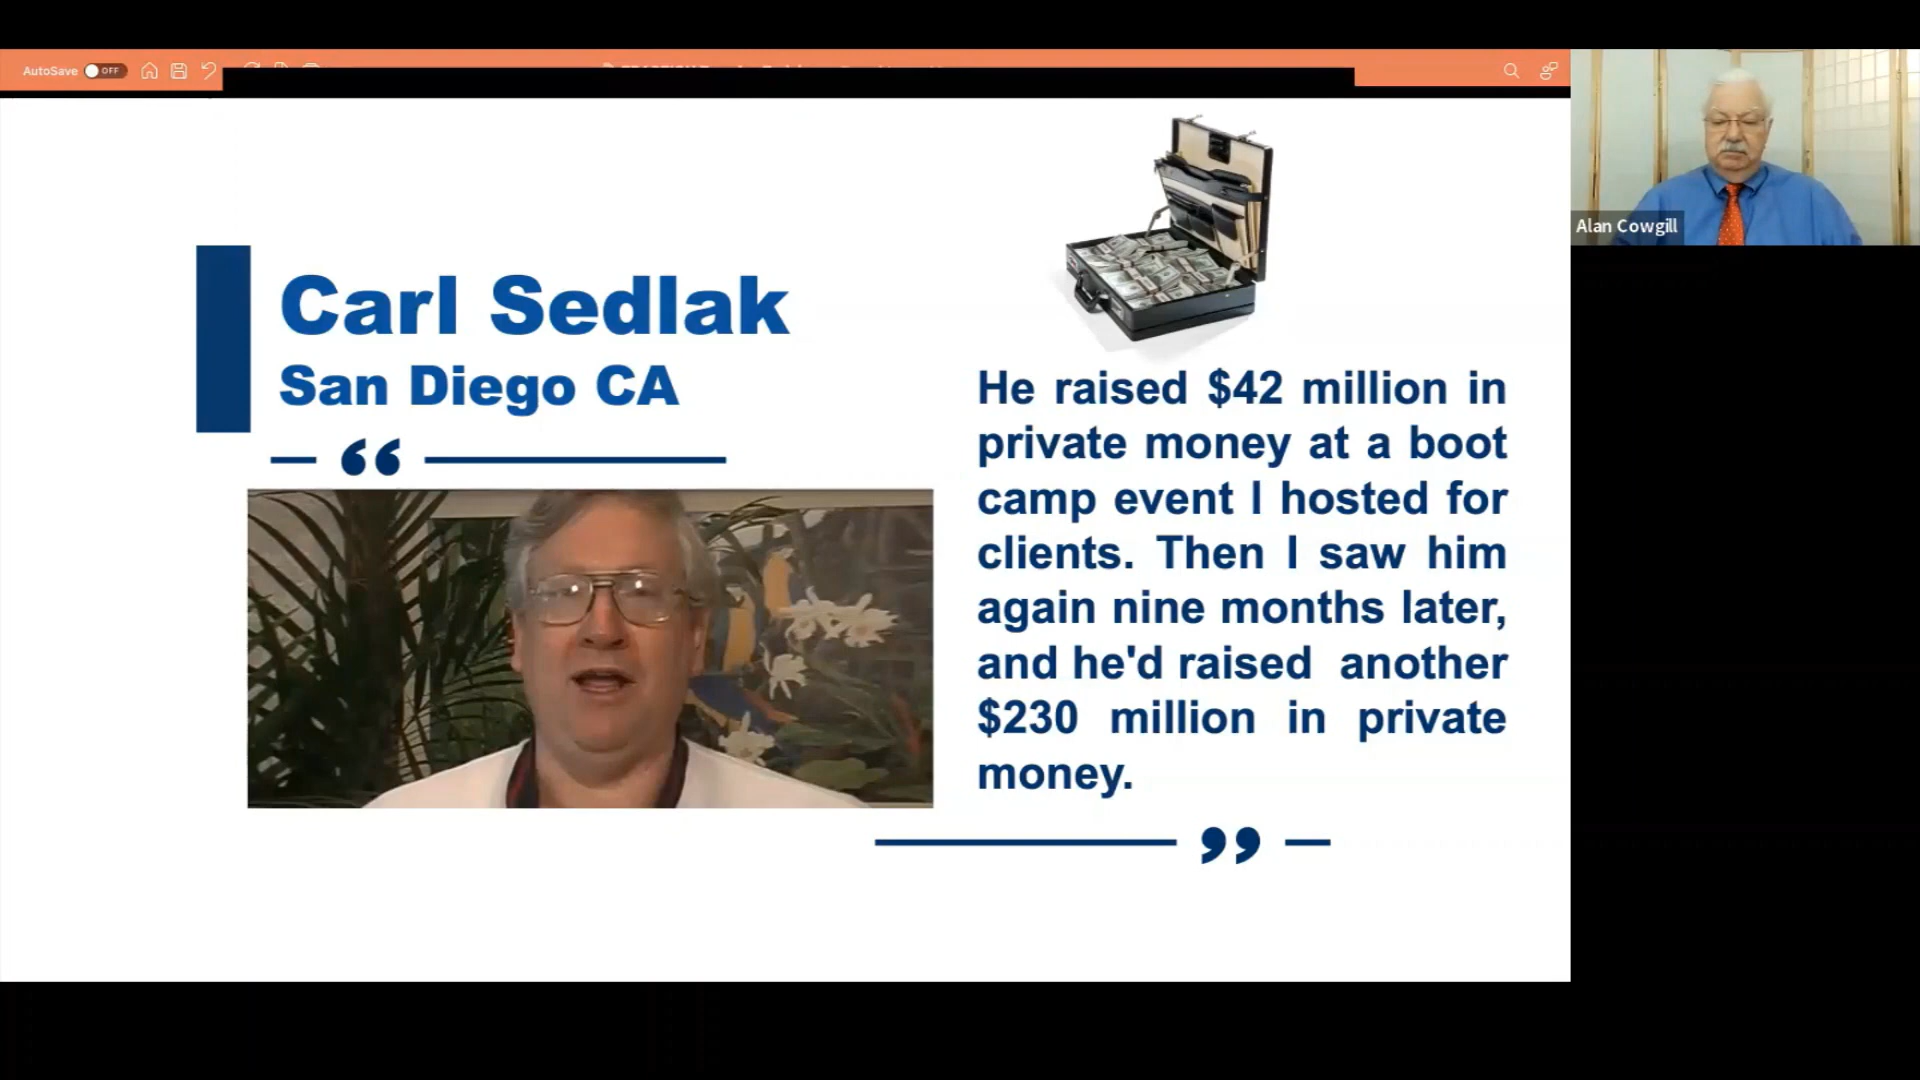 AutoSave OFF
Alan Cowgill
Carl Sedlak
San Diego CA
“
He raised $42 million in
private money at a boot
camp event I hosted for
clients. Then I saw him
again nine months later,
and he'd raised another
$230 million in private
money.
”